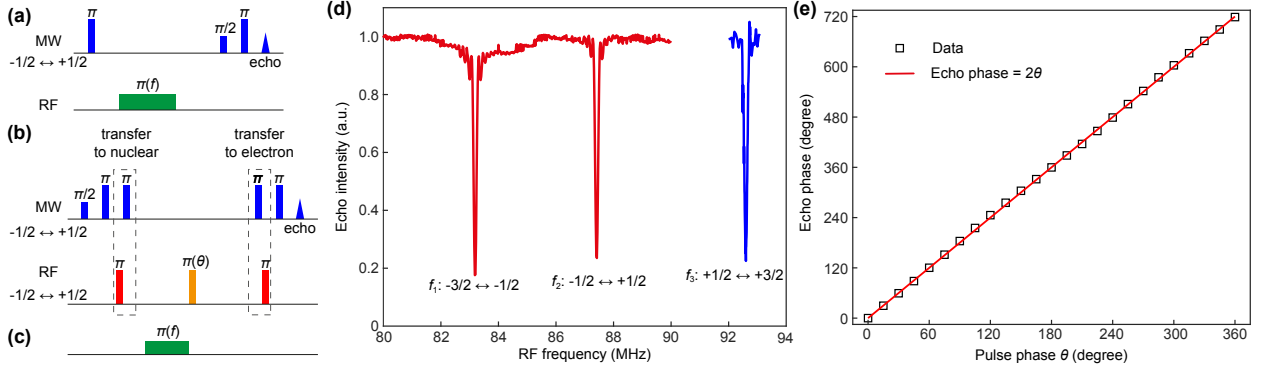 (a)
π
π/2
π
MW
-1/2 ↔ +1/2
echo
π(f)
RF
(b)
transfer
to nuclear
transfer
to electron
π/2
π
π
π
π
MW
-1/2 ↔ +1/2
echo
π
π(θ)
π
RF
-1/2 ↔ +1/2
(c)
π(f)
(d)
Echo intensity (a.u.)
1.0
0.8
0.6
0.4
0.2
0
f₁: -3/2 ↔ -1/2
f₂: -1/2 ↔ +1/2
f₃: +1/2 ↔ +3/2
80
82
84
86
88
90
92
94
RF frequency (MHz)
(e)
Echo phase (degree)
720
600
480
360
240
120
0
Data
Echo phase = 2θ
0
60
120
180
240
300
360
Pulse phase θ (degree)